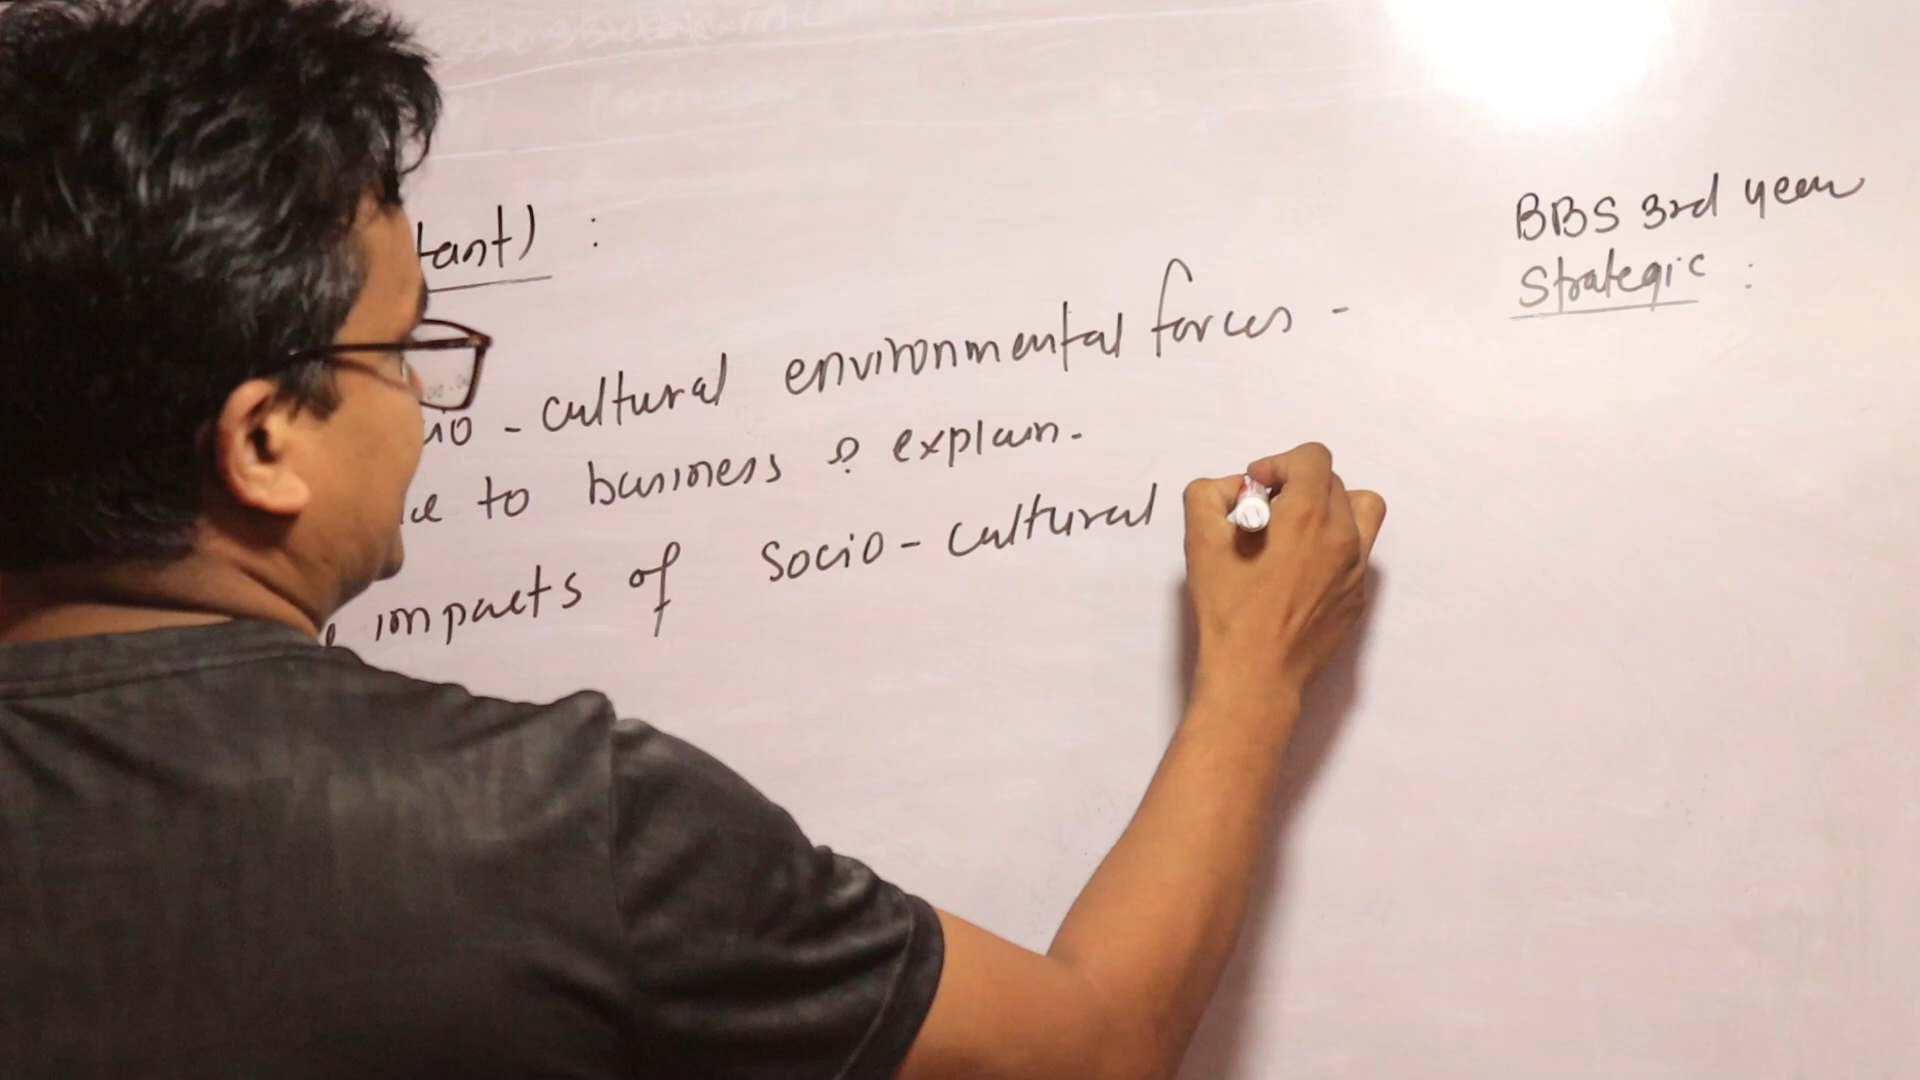 tant) :
BBS 3rd year
Strategic :
io - cultural environmental forces -
to business ? explain.
impacts of socio - cultural